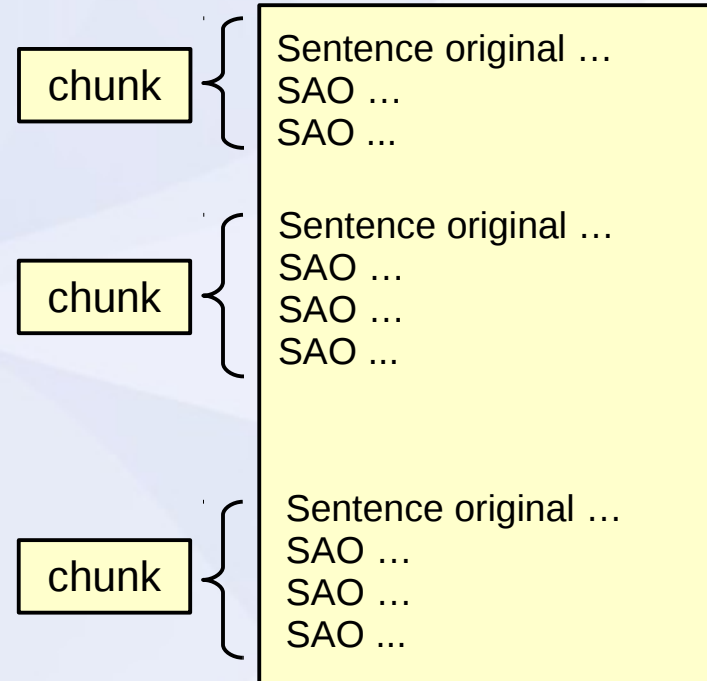 chunk
Sentence original …
SAO …
SAO ...
chunk
Sentence original …
SAO …
SAO …
SAO ...
chunk
Sentence original …
SAO …
SAO …
SAO ...